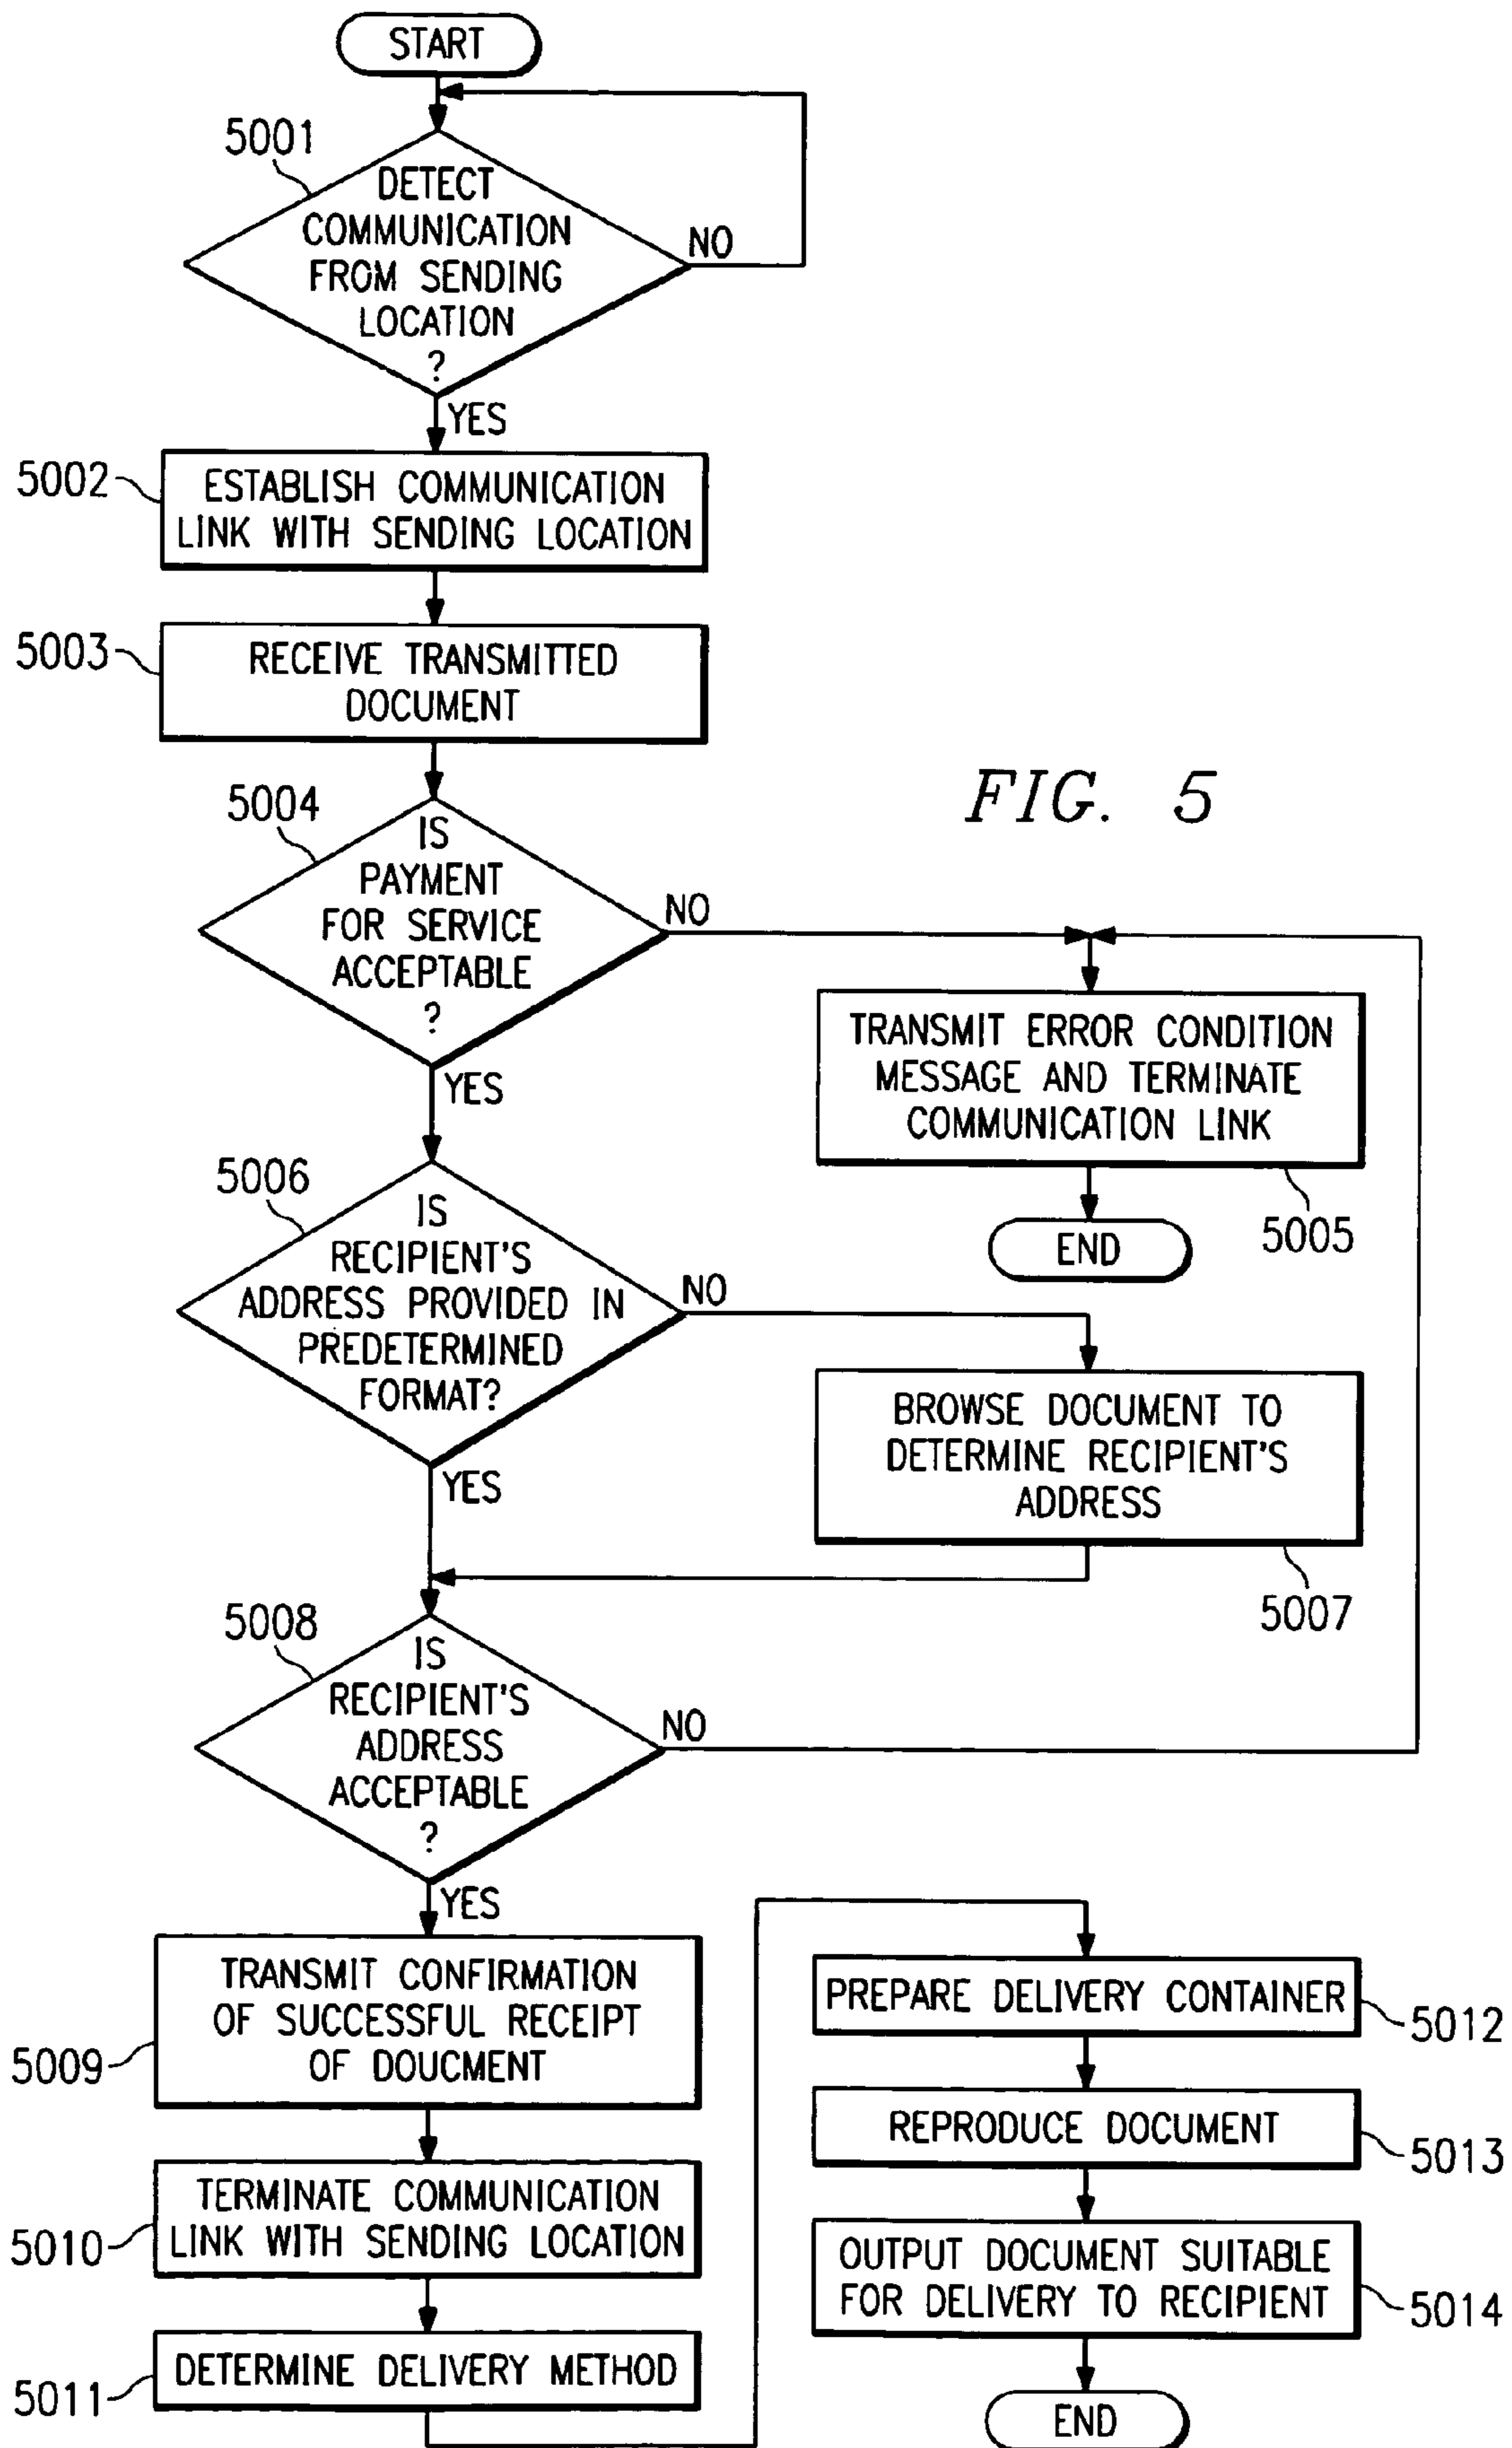 START
5001
DETECT
COMMUNICATION
FROM SENDING
LOCATION
?
NO
YES
5002
ESTABLISH COMMUNICATION
LINK WITH SENDING LOCATION
5003
RECEIVE TRANSMITTED
DOCUMENT
FIG. 5
5004
IS
PAYMENT
FOR SERVICE
ACCEPTABLE
?
NO
YES
TRANSMIT ERROR CONDITION
MESSAGE AND TERMINATE
COMMUNICATION LINK
5005
END
5006
IS
RECIPIENT'S
ADDRESS PROVIDED IN
PREDETERMINED
FORMAT?
NO
YES
BROWSE DOCUMENT TO
DETERMINE RECIPIENT'S
ADDRESS
5007
5008
IS
RECIPIENT'S
ADDRESS
ACCEPTABLE
?
NO
YES
TRANSMIT CONFIRMATION
OF SUCCESSFUL RECEIPT
OF DOUCMENT
5009
TERMINATE COMMUNICATION
LINK WITH SENDING LOCATION
5010
DETERMINE DELIVERY METHOD
5011
PREPARE DELIVERY CONTAINER
5012
REPRODUCE DOCUMENT
5013
OUTPUT DOCUMENT SUITABLE
FOR DELIVERY TO RECIPIENT
5014
END